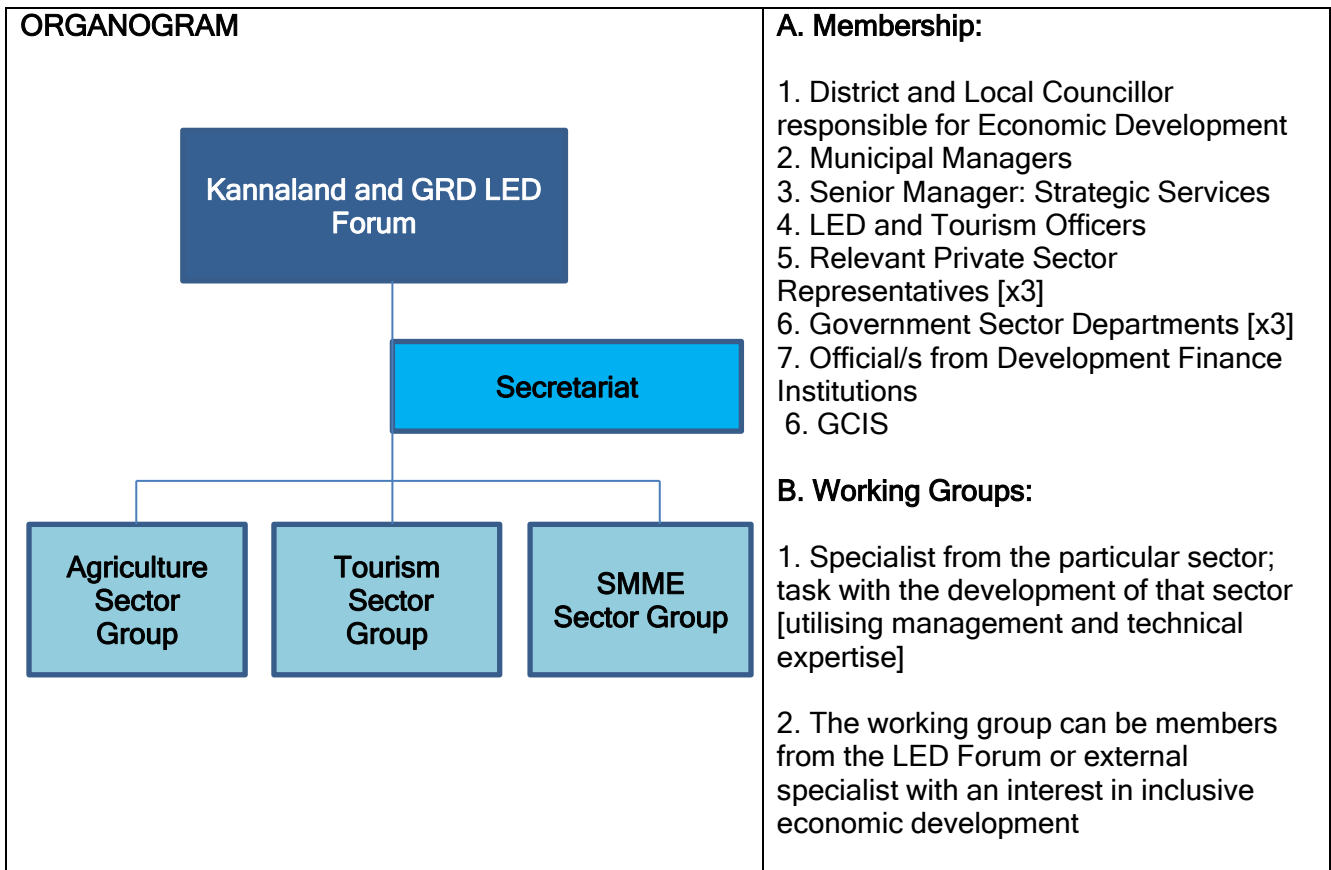 ORGANOGRAM
Kannaland and GRD LED
Forum
Secretariat
Agriculture
Sector
Group
Tourism
Sector
Group
SMME
Sector Group
A. Membership:
1. District and Local Councillor
responsible for Economic Development
2. Municipal Managers
3. Senior Manager: Strategic Services
4. LED and Tourism Officers
5. Relevant Private Sector
Representatives [x3]
6. Government Sector Departments [x3]
7. Official/s from Development Finance
Institutions
6. GCIS
B. Working Groups:
1. Specialist from the particular sector;
task with the development of that sector
[utilising management and technical
expertise]
2. The working group can be members
from the LED Forum or external
specialist with an interest in inclusive
economic development